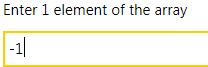 Enter 1 element of the array
-1